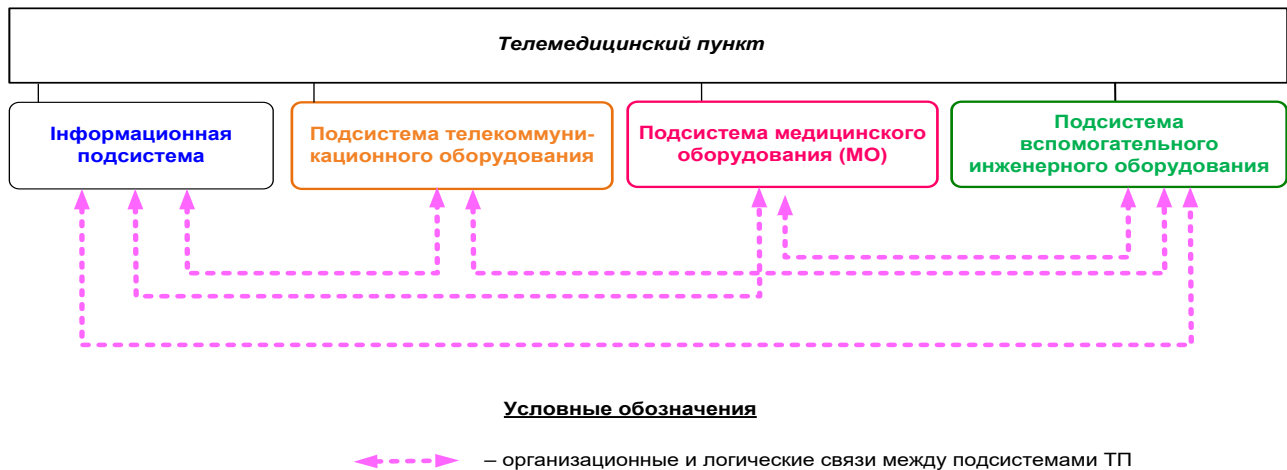 Телемедицинский пункт
Інформационная
подсистема
Подсистема телекоммуни-
кационного оборудования
Подсистема медицинского
оборудования (МО)
Подсистема
вспомогательного
инженерного оборудования
Условные обозначения
– организационные и логические связи между подсистемами ТП